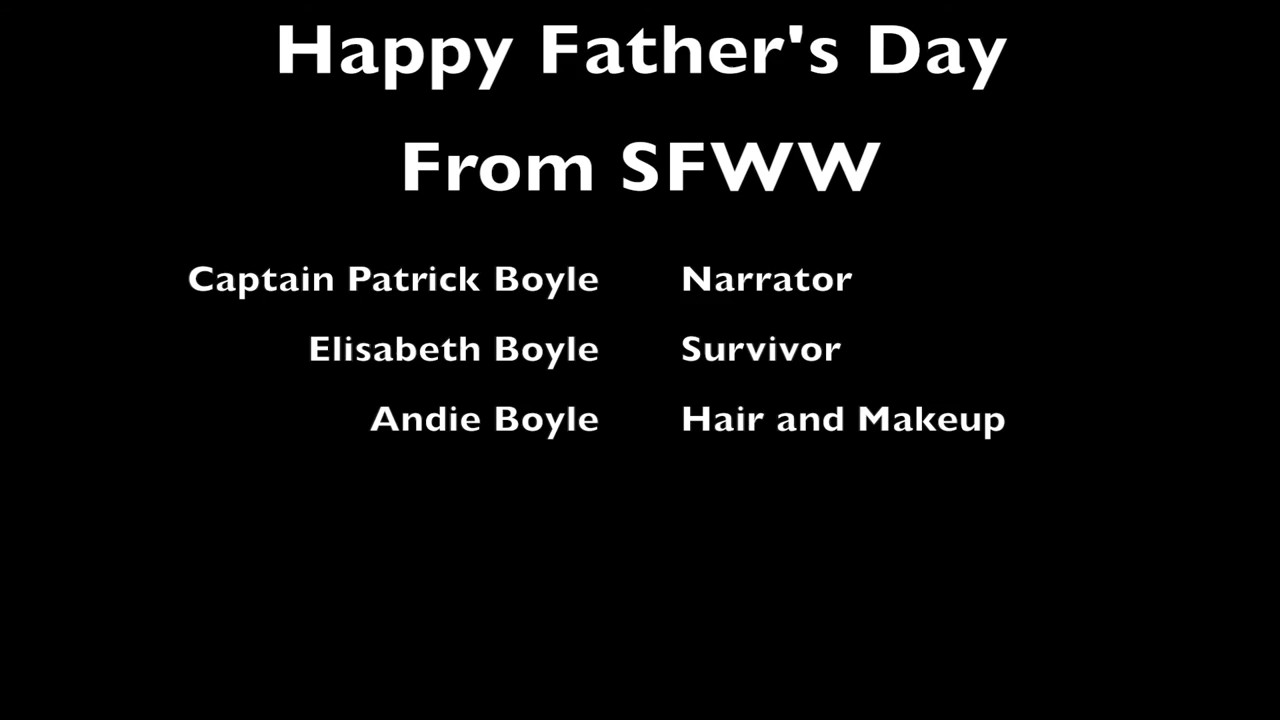 Happy Father's Day
From SFWW
Captain Patrick Boyle Narrator
Elisabeth Boyle Survivor
Andie Boyle Hair and Makeup